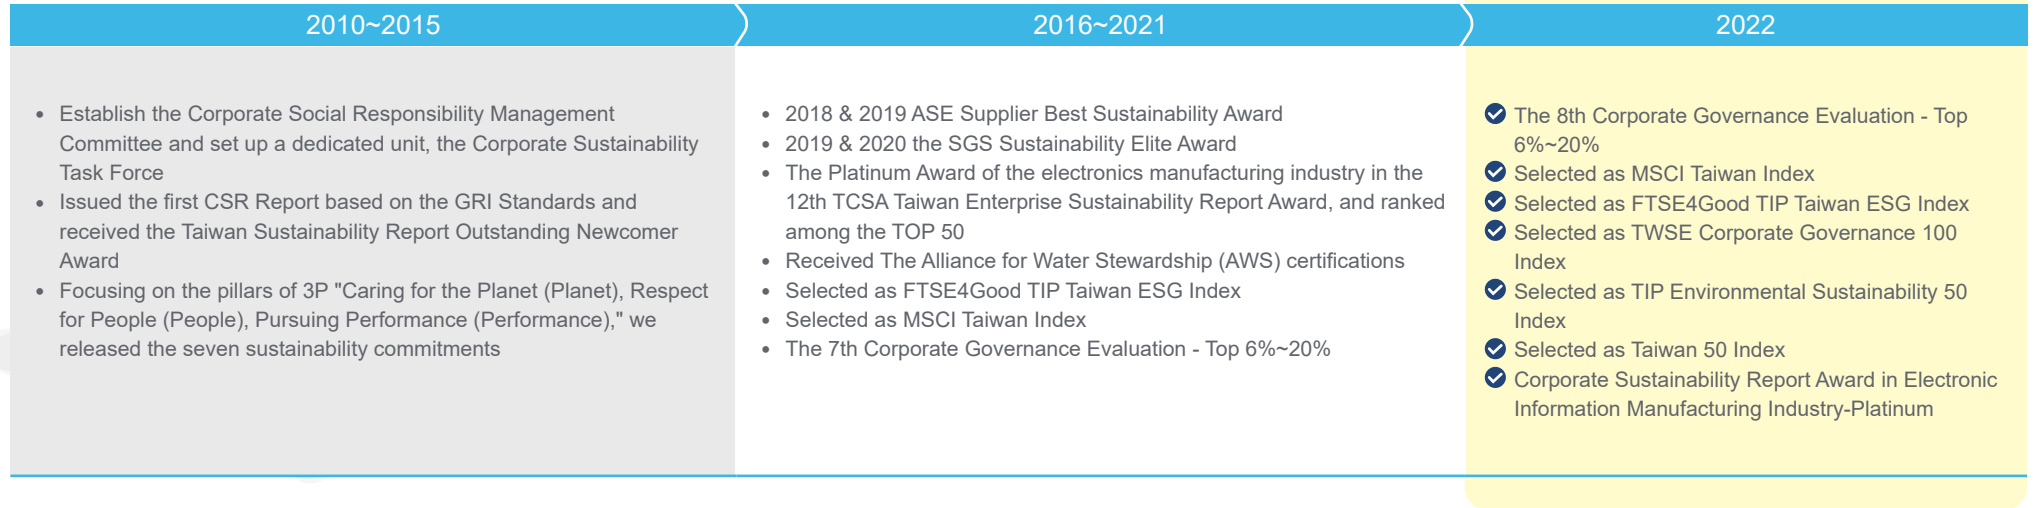 2010~2015
• Establish the Corporate Social Responsibility Management
Committee and set up a dedicated unit, the Corporate Sustainability
Task Force
• Issued the first CSR Report based on the GRI Standards and
received the Taiwan Sustainability Report Outstanding Newcomer
Award
• Focusing on the pillars of 3P "Caring for the Planet (Planet), Respect
for People (People), Pursuing Performance (Performance)," we
released the seven sustainability commitments
2016~2021
• 2018 & 2019 ASE Supplier Best Sustainability Award
• 2019 & 2020 the SGS Sustainability Elite Award
• The Platinum Award of the electronics manufacturing industry in the
12th TCSA Taiwan Enterprise Sustainability Report Award, and ranked
among the TOP 50
• Received The Alliance for Water Stewardship (AWS) certifications
• Selected as FTSE4Good TIP Taiwan ESG Index
• Selected as MSCI Taiwan Index
• The 7th Corporate Governance Evaluation - Top 6%~20%
2022
The 8th Corporate Governance Evaluation - Top
6%~20%
Selected as MSCI Taiwan Index
Selected as FTSE4Good TIP Taiwan ESG Index
Selected as TWSE Corporate Governance 100
Index
Selected as TIP Environmental Sustainability 50
Index
Selected as Taiwan 50 Index
Corporate Sustainability Report Award in Electronic
Information Manufacturing Industry-Platinum